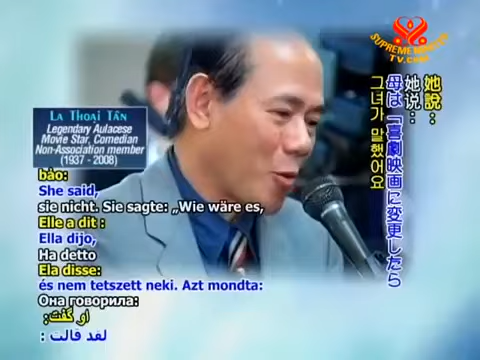 SUPREME MASTER
TV.COM
LA THOẠI TÂN
Legendary Aulacese
Movie Star, Comedian
Non-Association member
(1937 - 2008)
她說：
她说：
母は「喜劇映画に変更したら
그녀가 말했어요
bảo:
She said,
sie nicht. Sie sagte: „Wie wäre es,
Elle a dit :
Ella dijo,
Ha detto
Ela disse:
és nem tetszett neki. Azt mondta:
Она говорила:
او گفت:
لقد قالت :